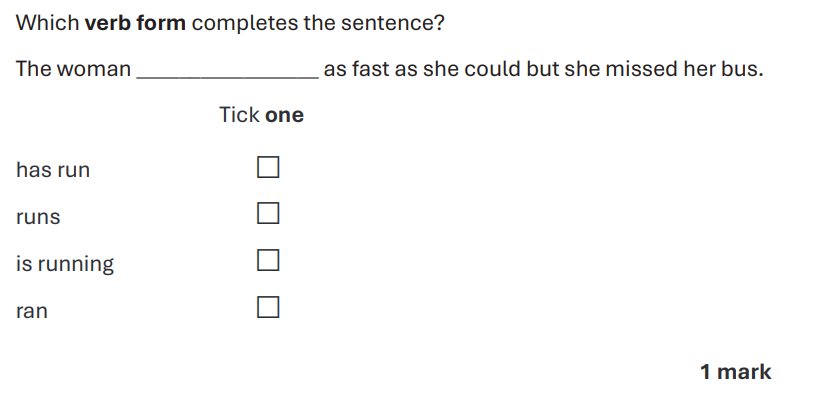 Which verb form completes the sentence?
The woman ________________ as fast as she could but she missed her bus.
Tick one
has run ☐
runs ☐
is running ☐
ran ☐
1 mark